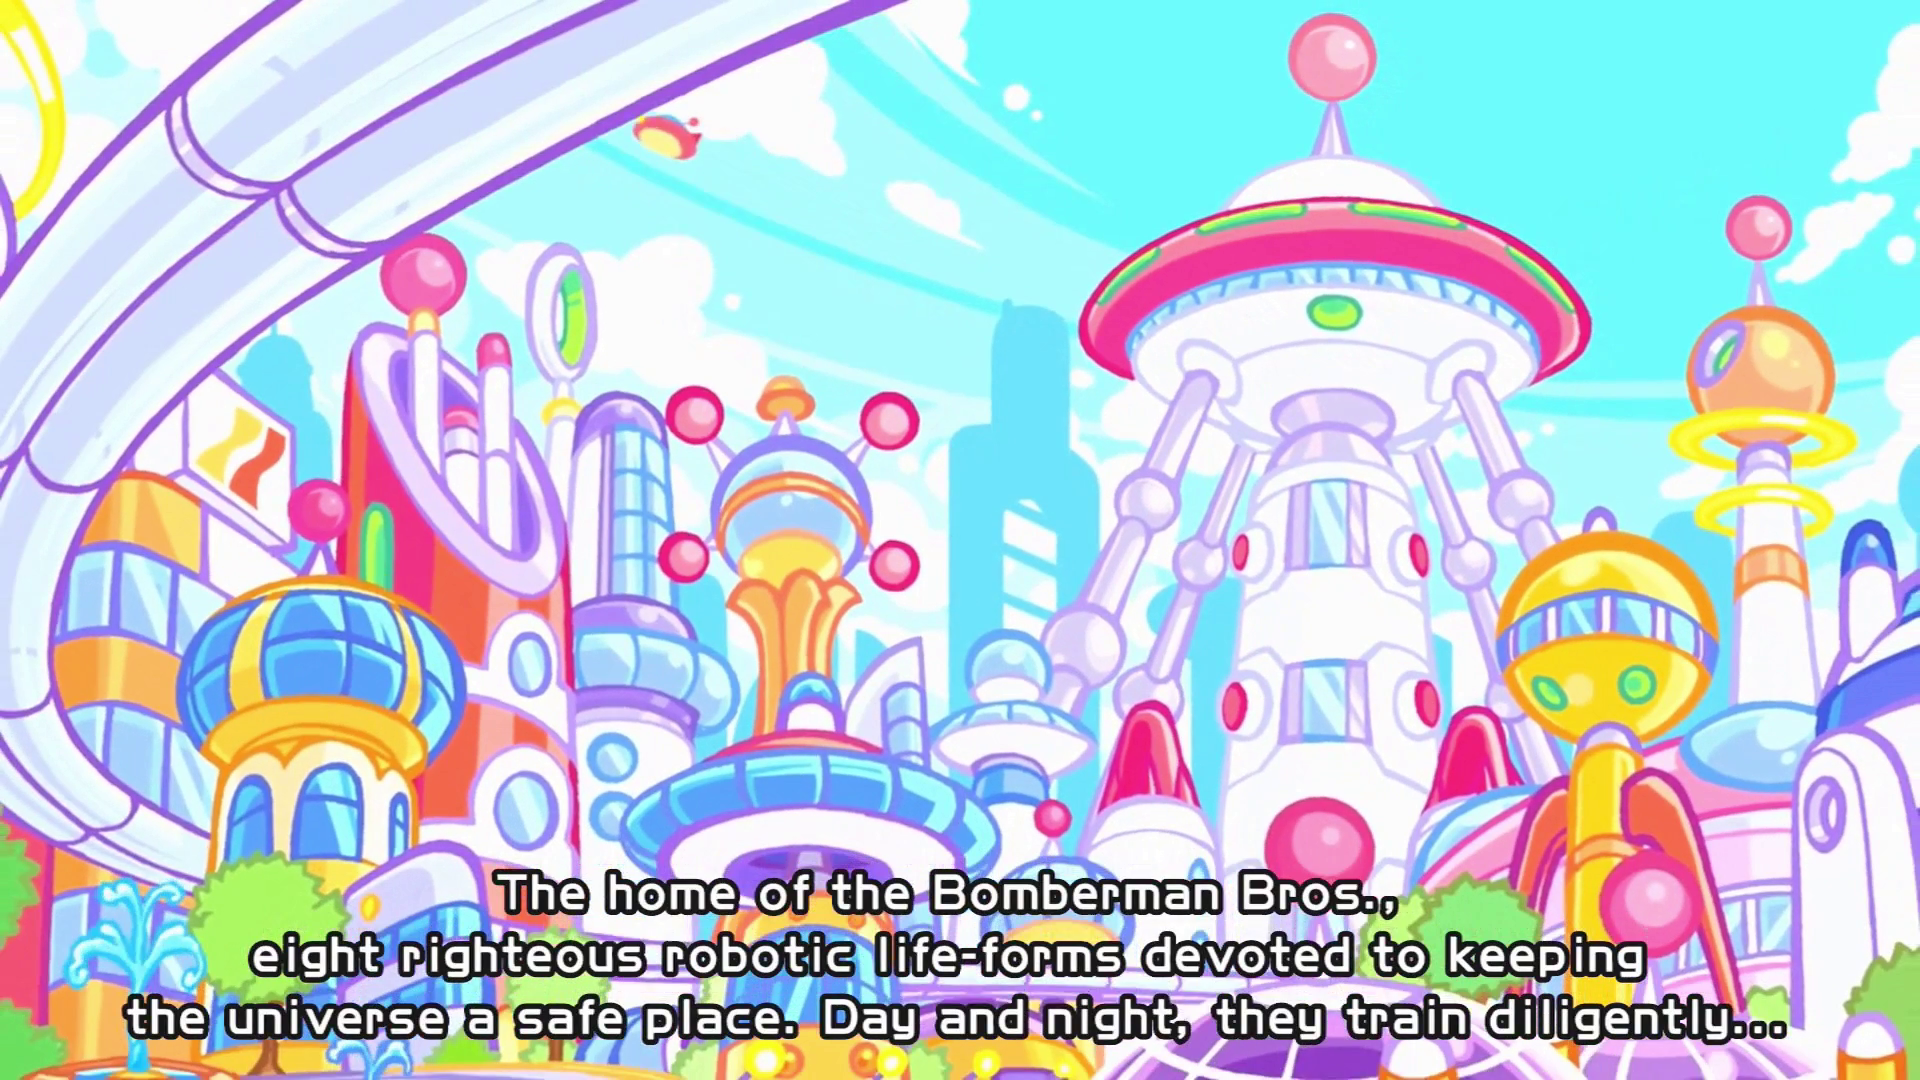 The home of the Bomberman Bros.,
eight righteous robotic life-forms devoted to keeping
the universe a safe place. Day and night, they train diligently...